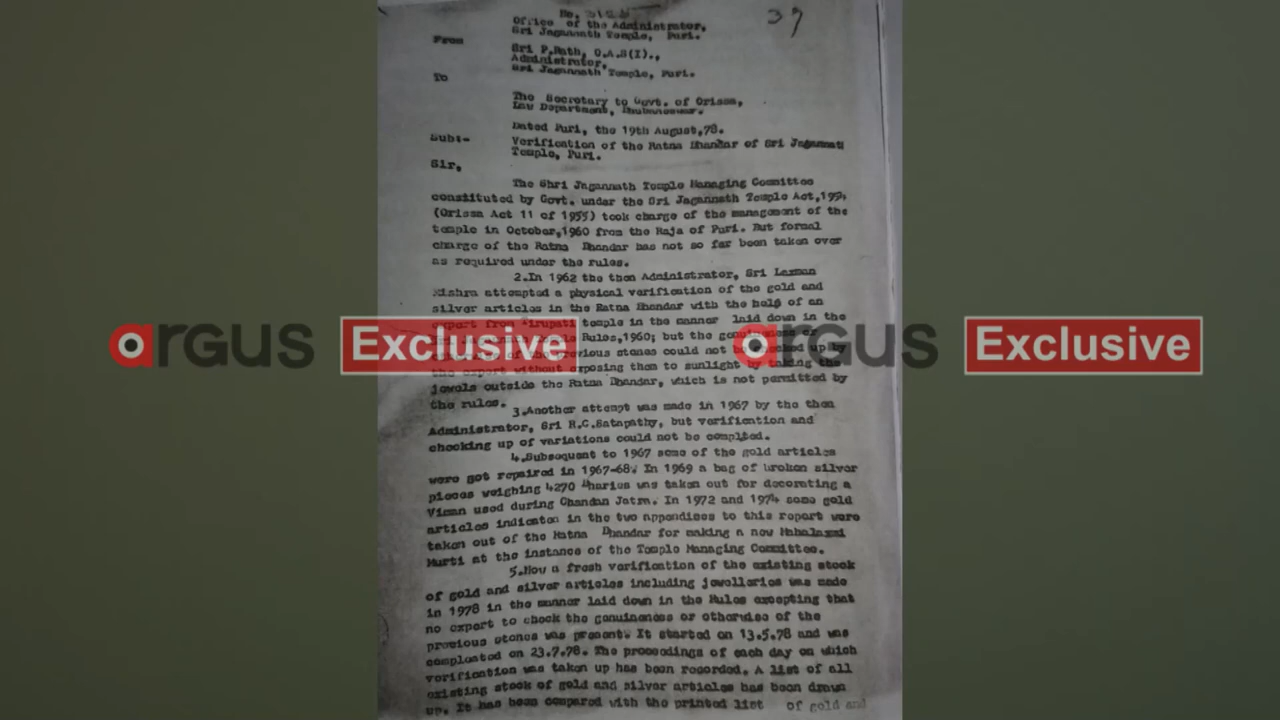 39
No.
Office of the Administrator,
Sri Jagannath Temple, Puri.
From
Sri P.Rath, O.A.S(I).,
Administrator,
Sri Jagannath Temple, Puri.
To
The Secretary to Govt. of Orissa,
Law Department, Bhubaneswar.
Dated Puri, the 19th August,78.
Sub:-
Verification of the Ratna Bhandar of Sri Jagannath
Temple, Puri.
Sir,
The Shri Jagannath Temple Managing Committee
constituted by Govt. under the Sri Jagannath Temple Act,
(Orissa Act 11 of 1955) took charge of the management of the
temple in October,1960 from the Raja of Puri. But formal
charge of the Ratna Bhandar has not so far been taken over
as required under the rules.
2.In 1962 the then Administrator, Sri Laxman
Mishra attempted a physical verification of the gold and
silver articles in the Ratna Bhandar with the help of an
expert from Tirupati temple in the manner laid down in the
Rules,1960; but the
previous stones could not be
the expert without exposing them to sunlight by taking the
jewels outside the Ratna Bhandar, which is not permitted by
the rules.
3.Another attempt was made in 1967 by the then
Administrator, Sri R.C.Satapathy, but verification and
checking up of variations could not be complted.
4.Subsequent to 1967 some of the gold articles
were got repaired in 1967-68. In 1969 a bag of broken silver
pieces weighing 4270 Bharies was taken out for decorating a
Viman used during Chandan Jatra. In 1972 and 1974 some gold
articles indicated in the two appendises to this report were
taken out of the Ratna Bhandar for making a new Mahalaxmi
Murti at the instance of the Temple Managing Committee.
5.Now a fresh verification of the existing stock
of gold and silver articles including jewellaries was made
in 1978 in the manner laid down in the Rules excepting that
no expert to check the genuineness or otherwise of the
previous stones was present. It started on 13.5.78 and was
completed on 23.7.78. The proceedings of each day on which
verification was taken up has been recorded. A list of all
existing stock of gold and silver articles has been drawn
up. It has been compared with the printed list of gold and
argus Exclusive
argus Exclusive